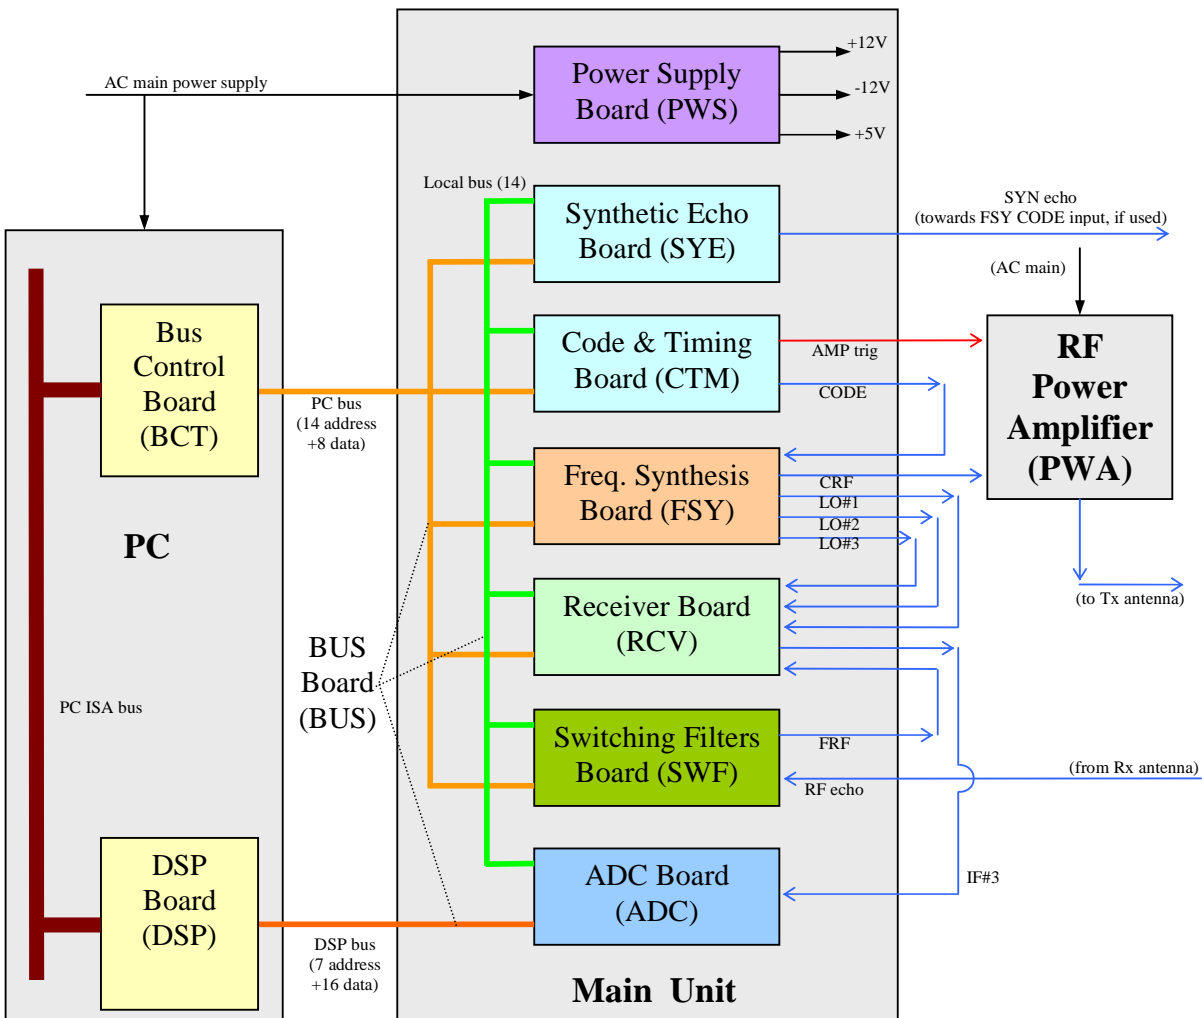 AC main power supply
Power Supply
Board (PWS)
+12V
-12V
+5V
Local bus (14)
Synthetic Echo
Board (SYE)
SYN echo
(towards FSY CODE input, if used)
(AC main)
Bus
Control
Board
(BCT)
PC bus
(14 address
+8 data)
Code & Timing
Board (CTM)
AMP trig
CODE
RF
Power
Amplifier
(PWA)
Freq. Synthesis
Board (FSY)
CRF
LO#1
LO#2
LO#3
PC
(to Tx antenna)
Receiver Board
(RCV)
BUS
Board
(BUS)
PC ISA bus
Switching Filters
Board (SWF)
FRF
RF echo
(from Rx antenna)
DSP
Board
(DSP)
DSP bus
(7 address
+16 data)
ADC Board
(ADC)
IF#3
Main Unit